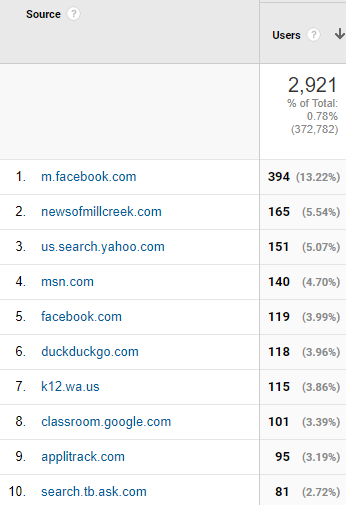 Source ?
Users ?
2,921
% of Total:
0.78%
(372,782)
1. m.facebook.com 394 (13.22%)
2. newsofmillcreek.com 165 (5.54%)
3. us.search.yahoo.com 151 (5.07%)
4. msn.com 140 (4.70%)
5. facebook.com 119 (3.99%)
6. duckduckgo.com 118 (3.96%)
7. k12.wa.us 115 (3.86%)
8. classroom.google.com 101 (3.39%)
9. applitrack.com 95 (3.19%)
10. search.tb.ask.com 81 (2.72%)